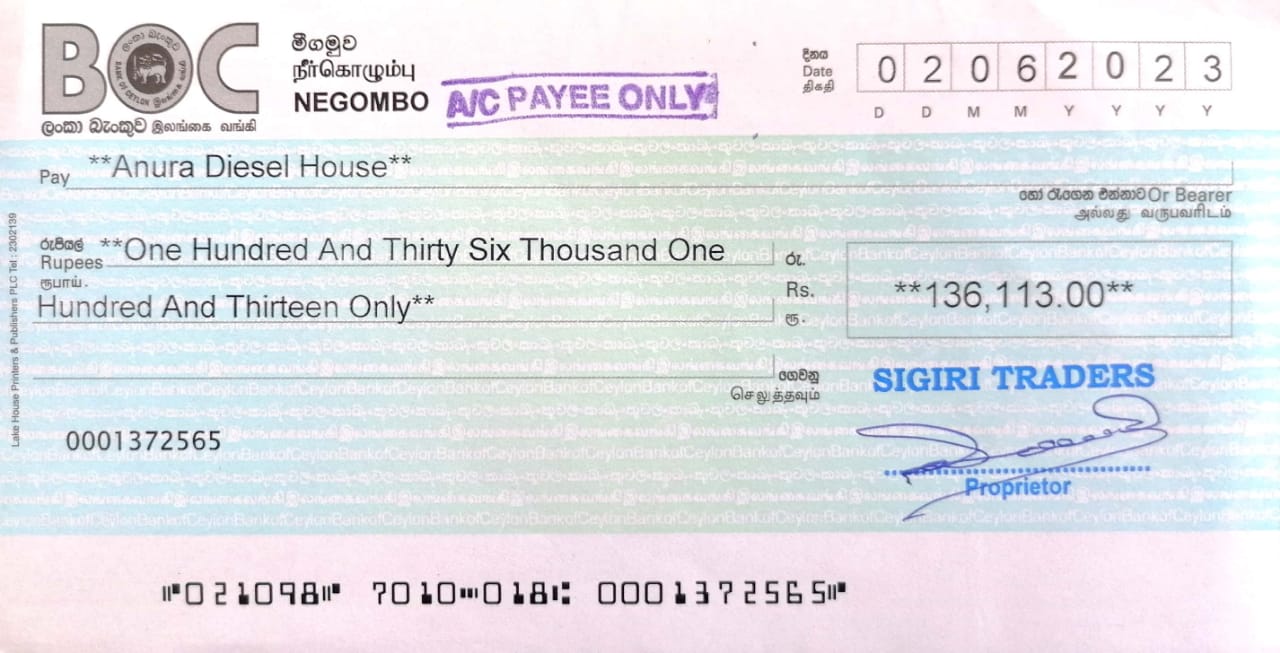 BOC
ලංකා බැංකුව இலங்கை வங்கி
මීගමුව
நீர்கொழும்பு
NEGOMBO
A/C PAYEE ONLY
දිනය
Date
திகதி
0 2 0 6 2 0 2 3
D D M M Y Y Y Y
Pay **Anura Diesel House**
හෝ රැගෙන එන්නාට Or Bearer
அல்லது வருபவரிடம்
රුපියල්
Rupees **One Hundred And Thirty Six Thousand One
ரூபாய்.
Hundred And Thirteen Only**
රු.
Rs. **136,113.00**
ரூ.
ගෙවනු
செலுத்தவும்
SIGIRI TRADERS
Proprietor
0001372565
Lake House Printers & Publishers PLC Tel : 2302139
⑈021098⑈ 7010⑉018⑆ 0001372565⑈